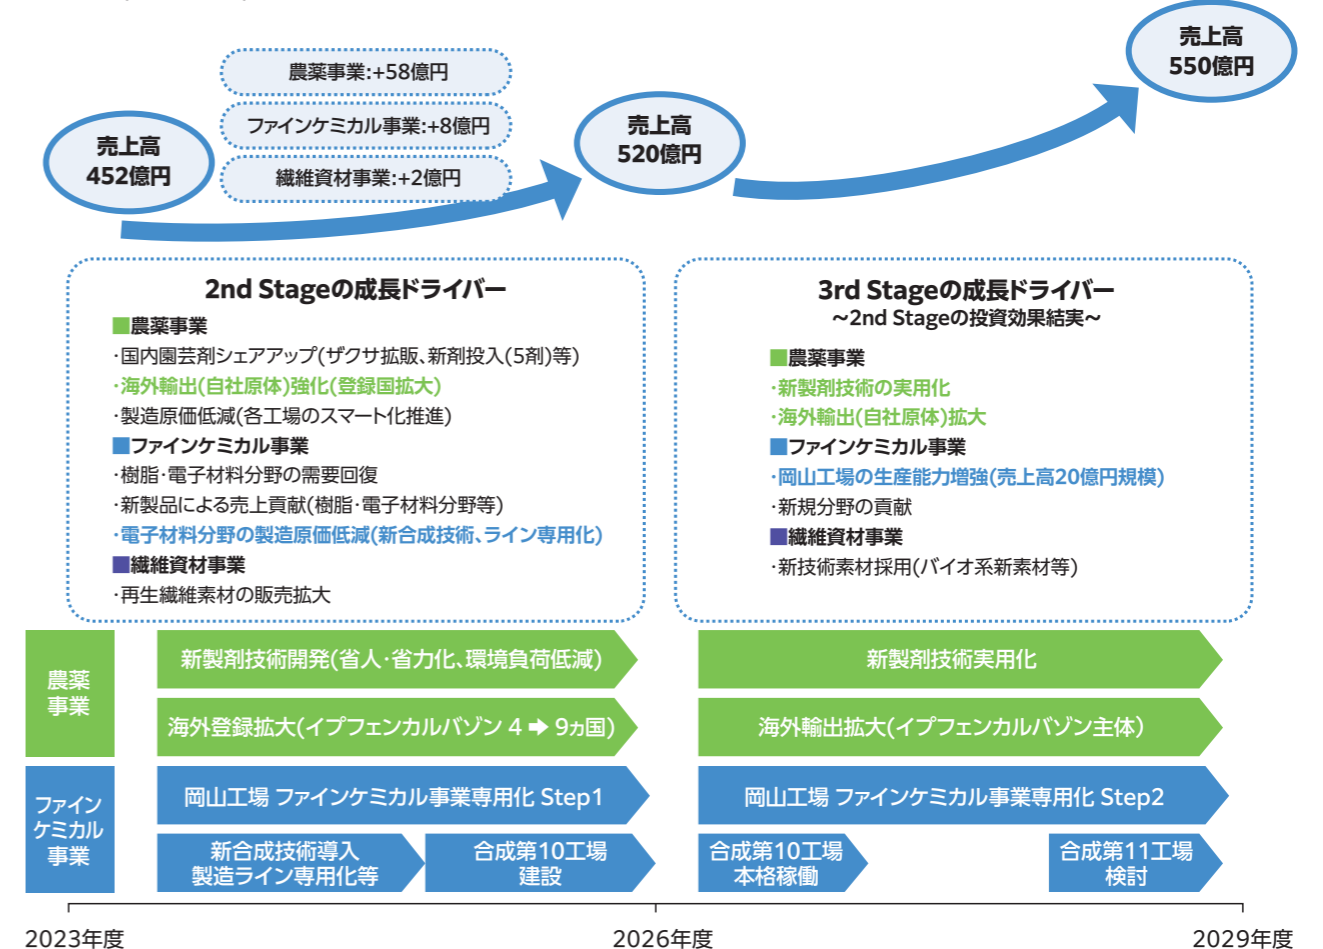 売上高
550億円
農薬事業:+58億円
ファインケミカル事業:+8億円
繊維資材事業:+2億円
売上高
452億円
売上高
520億円
2nd Stageの成長ドライバー
■農薬事業
・国内園芸剤シェアアップ(ザクサ拡販、新剤投入(5剤)等)
・海外輸出(自社原体)強化(登録国拡大)
・製造原価低減(各工場のスマート化推進)
■ファインケミカル事業
・樹脂・電子材料分野の需要回復
・新製品による売上貢献(樹脂・電子材料分野等)
・電子材料分野の製造原価低減(新合成技術、ライン専用化)
■繊維資材事業
・再生繊維素材の販売拡大
3rd Stageの成長ドライバー
～2nd Stageの投資効果結実～
■農薬事業
・新製剤技術の実用化
・海外輸出(自社原体)拡大
■ファインケミカル事業
・岡山工場の生産能力増強(売上高20億円規模)
・新規分野の貢献
■繊維資材事業
・新技術素材採用(バイオ系新素材等)
農薬
事業
新製剤技術開発(省人・省力化、環境負荷低減)
新製剤技術実用化
海外登録拡大(イプフェンカルバゾン 4 ➡ 9ヵ国)
海外輸出拡大(イプフェンカルバゾン主体)
ファイン
ケミカル
事業
岡山工場 ファインケミカル事業専用化 Step1
岡山工場 ファインケミカル事業専用化 Step2
新合成技術導入
製造ライン専用化等
合成第10工場
建設
合成第10工場
本格稼働
合成第11工場
検討
2023年度
2026年度
2029年度